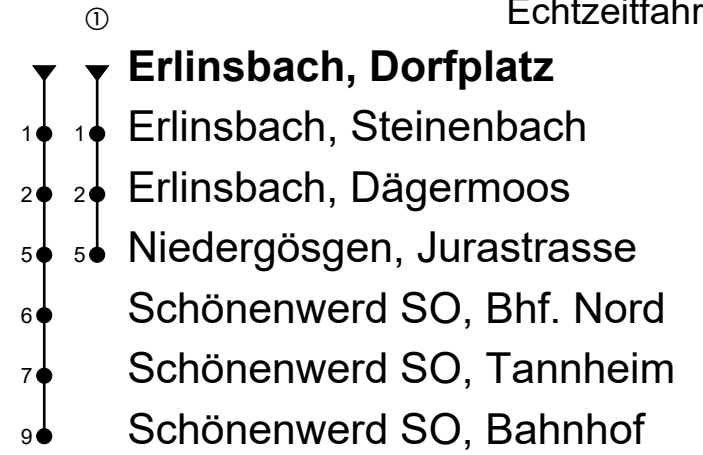 ① Echtzeitfahr
Erlinsbach, Dorfplatz
1 1 Erlinsbach, Steinenbach
2 2 Erlinsbach, Dägermoos
5 5 Niedergösgen, Jurastrasse
6 Schönenwerd SO, Bhf. Nord
7 Schönenwerd SO, Tannheim
9 Schönenwerd SO, Bahnhof